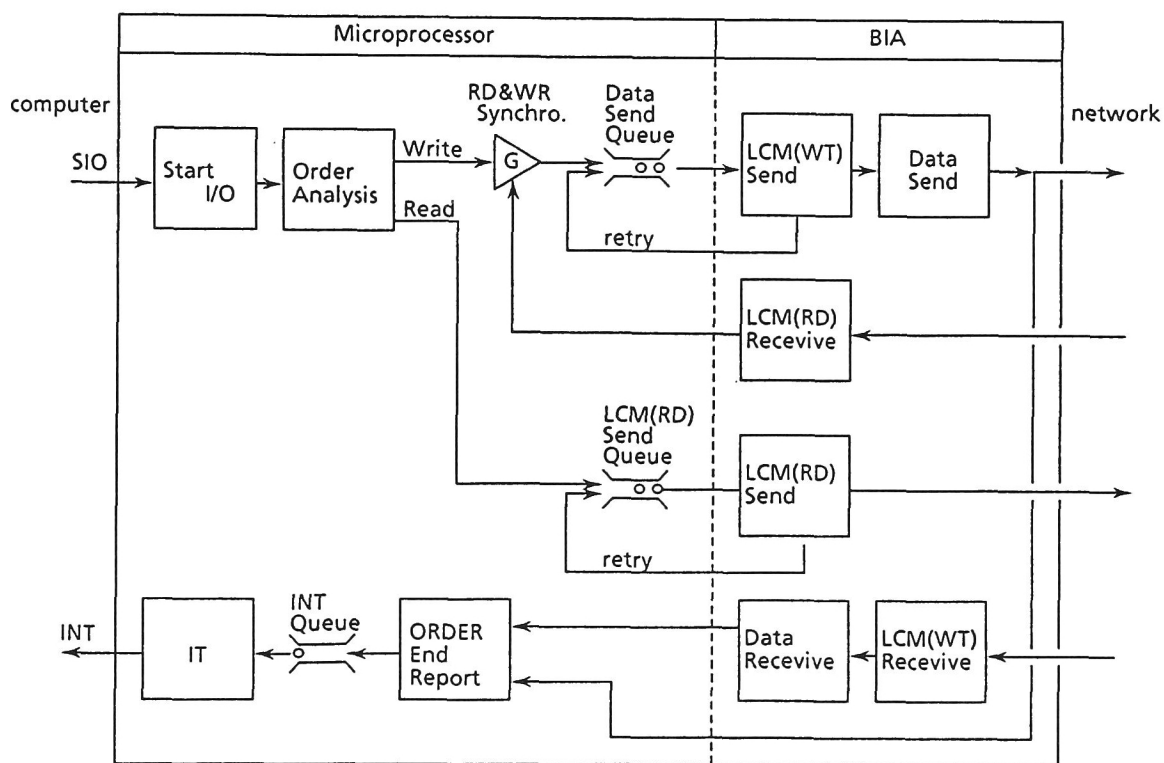 Microprocessor
BIA
computer
network
RD&WR
Synchro.
Data
Send
Queue
SIO
Start
I/O
Order
Analysis
Write
Read
G
LCM(WT)
Send
Data
Send
retry
LCM(RD)
Recevive
LCM(RD)
Send
Queue
LCM(RD)
Send
retry
INT
IT
INT
Queue
ORDER
End
Report
Data
Recevive
LCM(WT)
Recevive